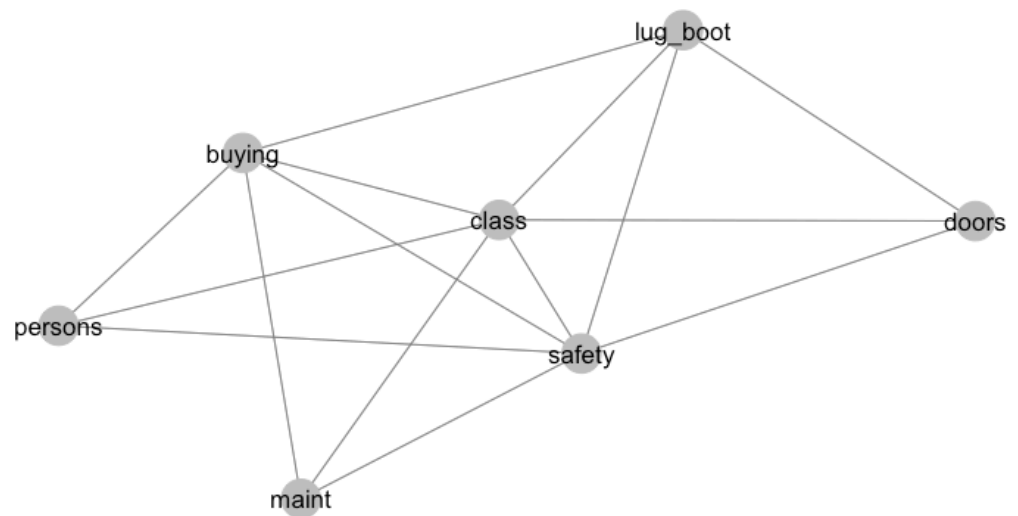 lug_boot
buying
class
doors
persons
safety
maint